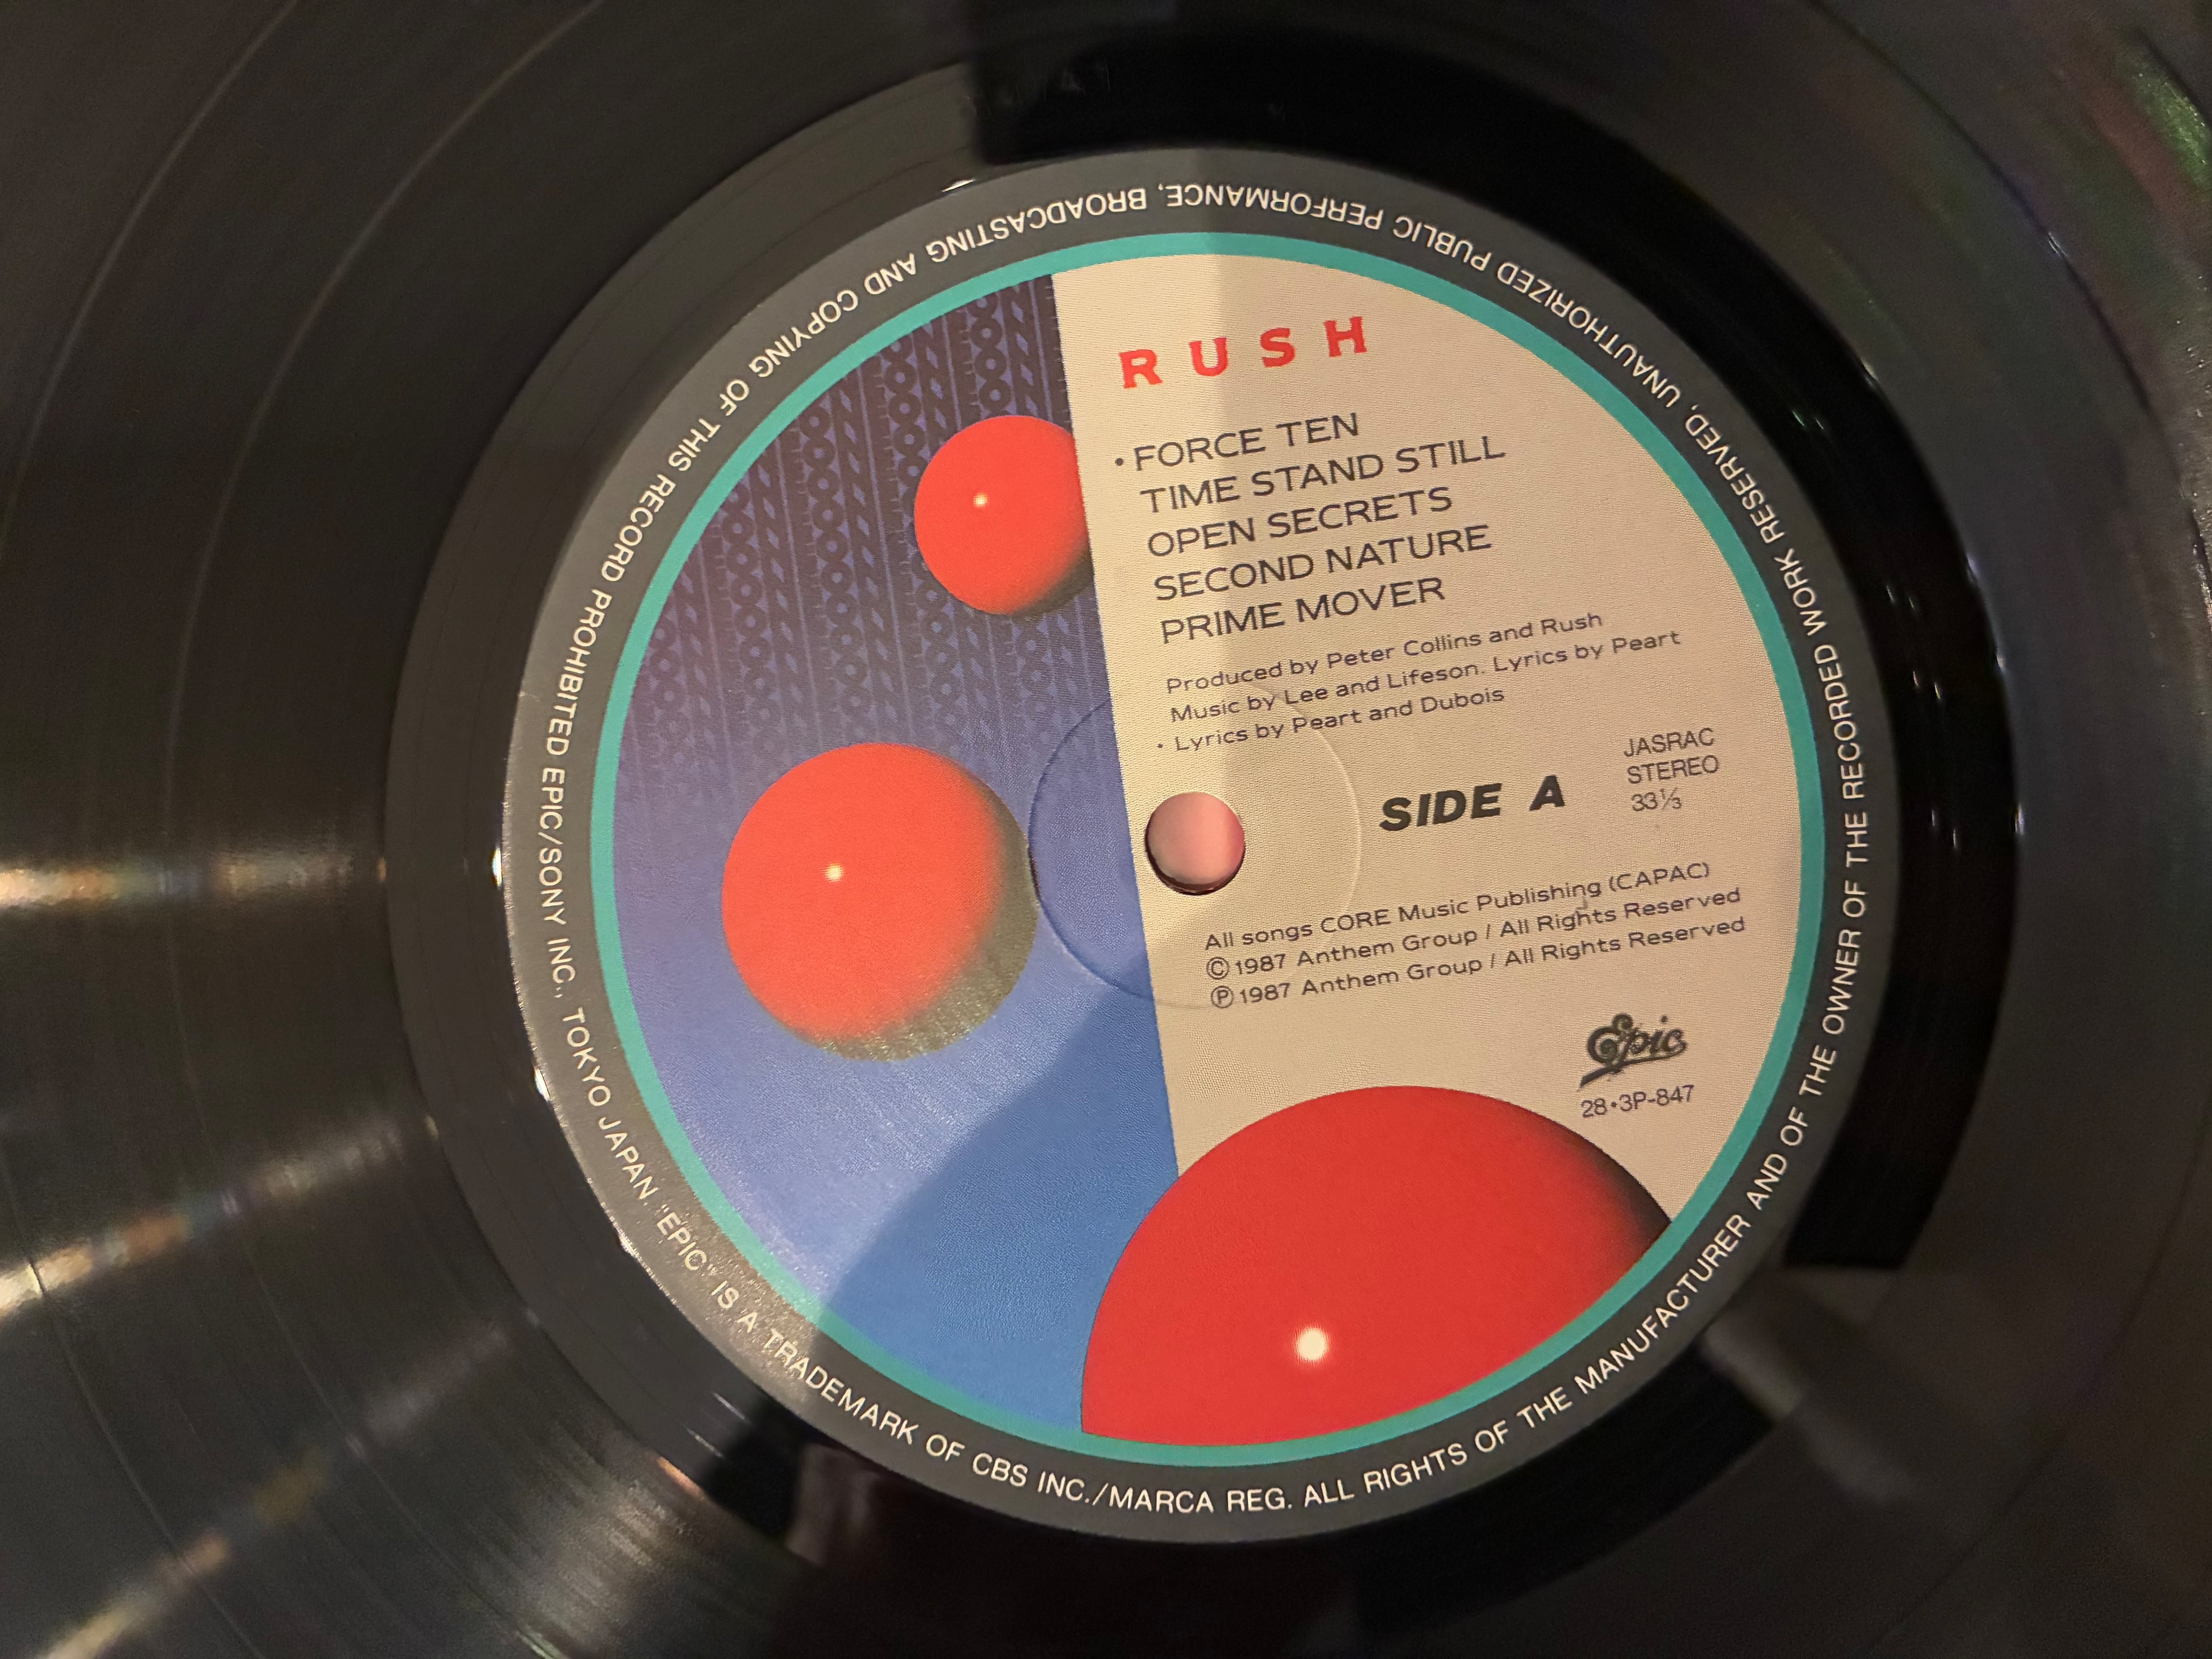 RUSH
• FORCE TEN
TIME STAND STILL
OPEN SECRETS
SECOND NATURE
PRIME MOVER
Produced by Peter Collins and Rush
Music by Lee and Lifeson. Lyrics by Peart
• Lyrics by Peart and Dubois
SIDE A
JASRAC
STEREO
33⅓
All songs CORE Music Publishing (CAPAC)
Ⓒ1987 Anthem Group / All Rights Reserved
Ⓟ1987 Anthem Group / All Rights Reserved
Epic
28•3P-847
EPIC/SONY INC., TOKYO JAPAN. "EPIC" IS A TRADEMARK OF CBS INC./MARCA REG. ALL RIGHTS OF THE MANUFACTURER AND OF THE OWNER OF THE RECORDED WORK RESERVED, UNAUTHORIZED PUBLIC PERFORMANCE, BROADCASTING AND COPYING OF THIS RECORD PROHIBITED